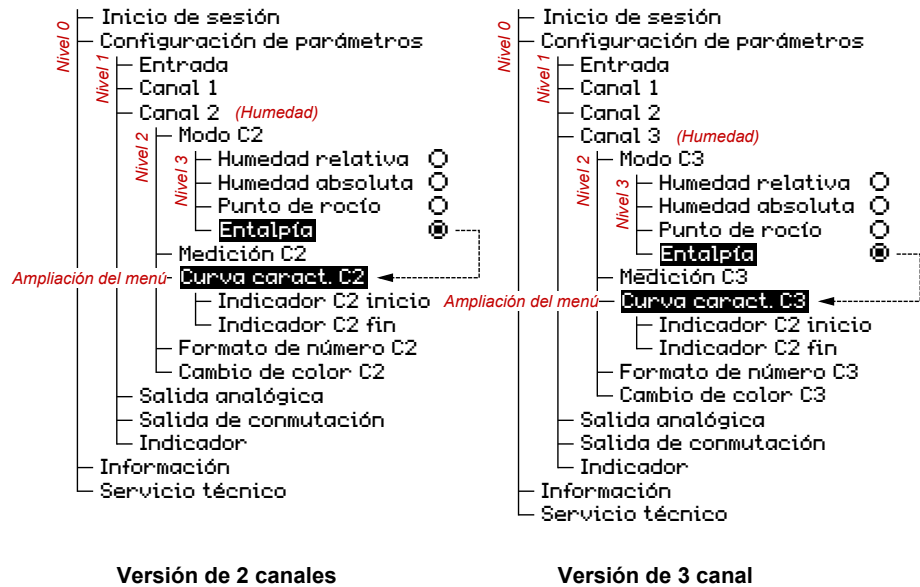 Nivel 0
Inicio de sesión
Configuración de parámetros
Nivel 1
Entrada
Canal 1
Canal 2 (Humedad)
Nivel 2
Modo C2
Nivel 3
Humedad relativa
Humedad absoluta
Punto de rocío
Entalpía
Medición C2
Ampliación del menú Curva caract. C2
Indicador C2 inicio
Indicador C2 fin
Formato de número C2
Cambio de color C2
Salida analógica
Salida de conmutación
Indicador
Información
Servicio técnico
Versión de 2 canales
Nivel 0
Inicio de sesión
Configuración de parámetros
Nivel 1
Entrada
Canal 1
Canal 2
Canal 3 (Humedad)
Nivel 2
Modo C3
Nivel 3
Humedad relativa
Humedad absoluta
Punto de rocío
Entalpía
Medición C3
Ampliación del menú Curva caract. C3
Indicador C2 inicio
Indicador C2 fin
Formato de número C3
Cambio de color C3
Salida analógica
Salida de conmutación
Indicador
Información
Servicio técnico
Versión de 3 canal